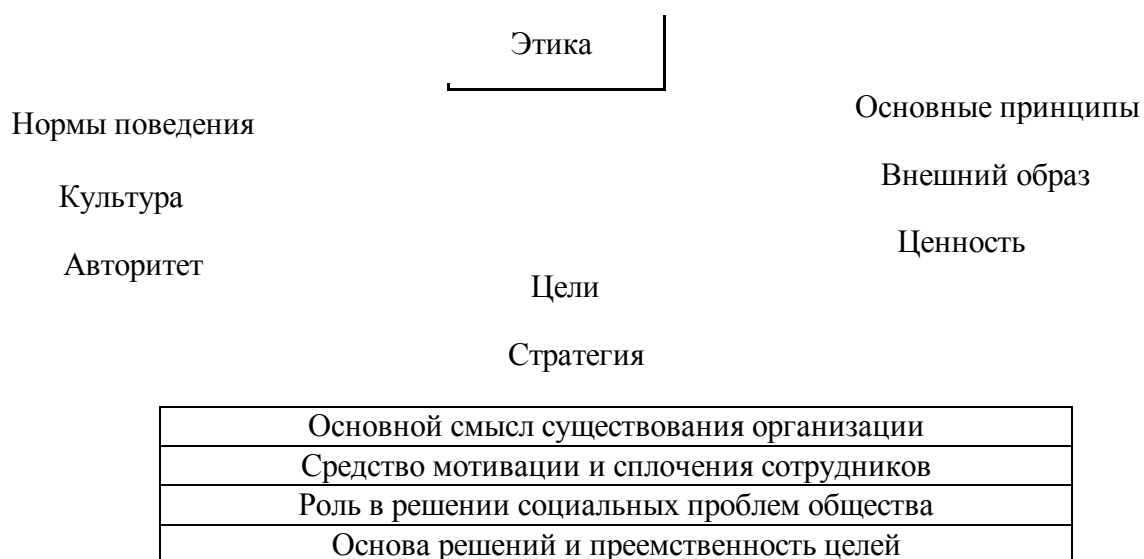 Этика
Нормы поведения
Основные принципы
Культура
Внешний образ
Авторитет
Ценность
Цели
Стратегия
Основной смысл существования организации
Средство мотивации и сплочения сотрудников
Роль в решении социальных проблем общества
Основа решений и преемственность целей